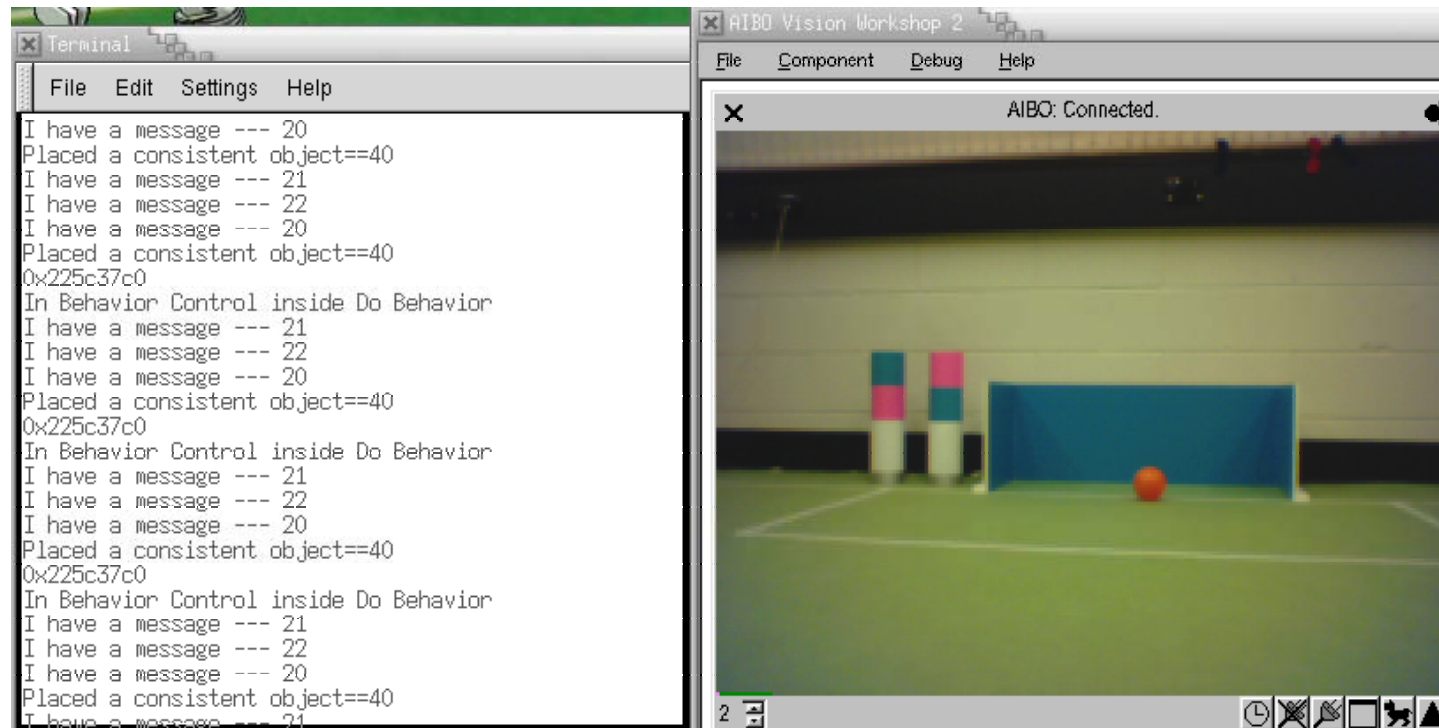 Terminal
File Edit Settings Help
I have a message --- 20
Placed a consistent object==40
I have a message --- 21
I have a message --- 22
I have a message --- 20
Placed a consistent object==40
0x225c37c0
In Behavior Control inside Do Behavior
I have a message --- 21
I have a message --- 22
I have a message --- 20
Placed a consistent object==40
0x225c37c0
In Behavior Control inside Do Behavior
I have a message --- 21
I have a message --- 22
I have a message --- 20
Placed a consistent object==40
0x225c37c0
In Behavior Control inside Do Behavior
I have a message --- 21
I have a message --- 22
I have a message --- 20
Placed a consistent object==40
I have a message --- 21
AIBO Vision Workshop 2
File Component Debug Help
AIBO: Connected.
2